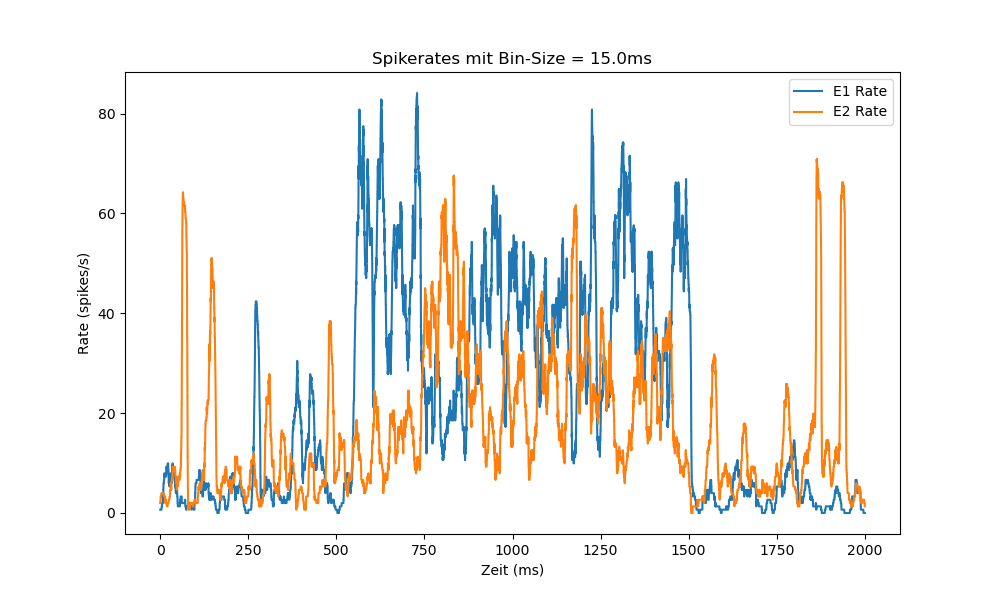 Spikerates mit Bin-Size = 15.0ms
E1 Rate
E2 Rate
Rate (spikes/s)
80
60
40
20
0
0 250 500 750 1000 1250 1500 1750 2000
Zeit (ms)